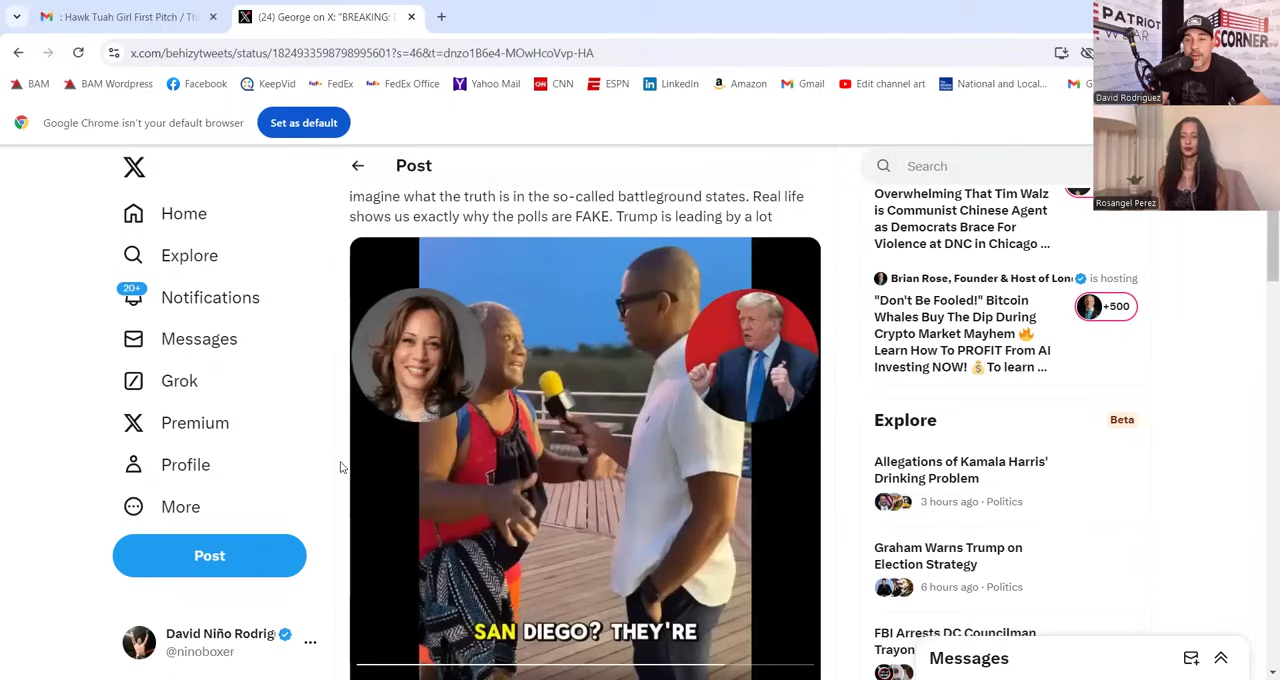 : Hawk Tuah Girl First Pitch / Th
(24) George on X: "BREAKING:
x.com/behizytweets/status/1824933598798995601?s=46&t=dnzo1B6e4-MOwHcoVvp-HA
BAM
BAM Wordpress
Facebook
KeepVid
FedEx
FedEx Office
Yahoo Mail
CNN
ESPN
LinkedIn
Amazon
Gmail
Edit channel art
National and Local...
Google Chrome isn't your default browser
Set as default
PATRIOT
WEAR
SCORNER
David Rodriguez
Rosangel Perez
Home
Explore
20+
Notifications
Messages
Grok
Premium
Profile
Post
David Niño Rodrig
@ninoboxer
Post
imagine what the truth is in the so-called battleground states. Real life
shows us exactly why the polls are FAKE. Trump is leading by a lot
SAN DIEGO? THEY'RE
Search
Overwhelming That Tim Walz
is Communist Chinese Agent
as Democrats Brace For
Violence at DNC in Chicago ...
Brian Rose, Founder & Host of Lon
is hosting
"Don't Be Fooled!" Bitcoin
Whales Buy The Dip During
Crypto Market Mayhem 🔥
Learn How To PROFIT From AI
Investing NOW! 💰To learn ...
+500
Explore
Beta
Allegations of Kamala Harris'
Drinking Problem
3 hours ago · Politics
Graham Warns Trump on
Election Strategy
6 hours ago · Politics
FBI Arrests DC Councilman
Trayon
Messages